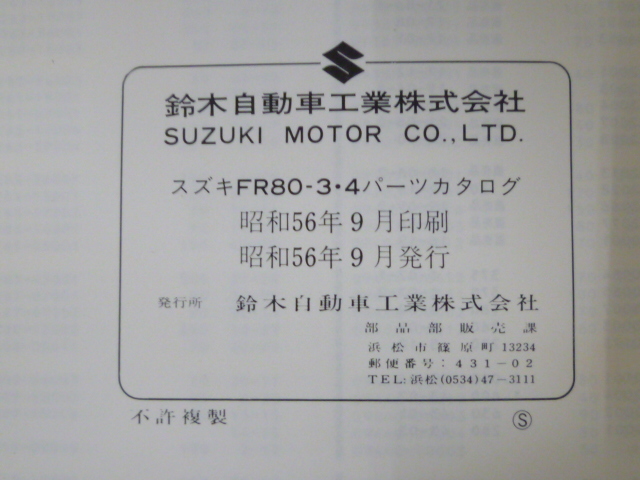 鈴木自動車工業株式会社
SUZUKI MOTOR CO.,LTD.
スズキFR80-3・4パーツカタログ
昭和56年9月印刷
昭和56年9月発行
発行所 鈴木自動車工業株式会社
部品部販売課
浜松市篠原町13234
郵便番号:431-02
TEL:浜松(0534)47-3111
不許複製
Ⓢ